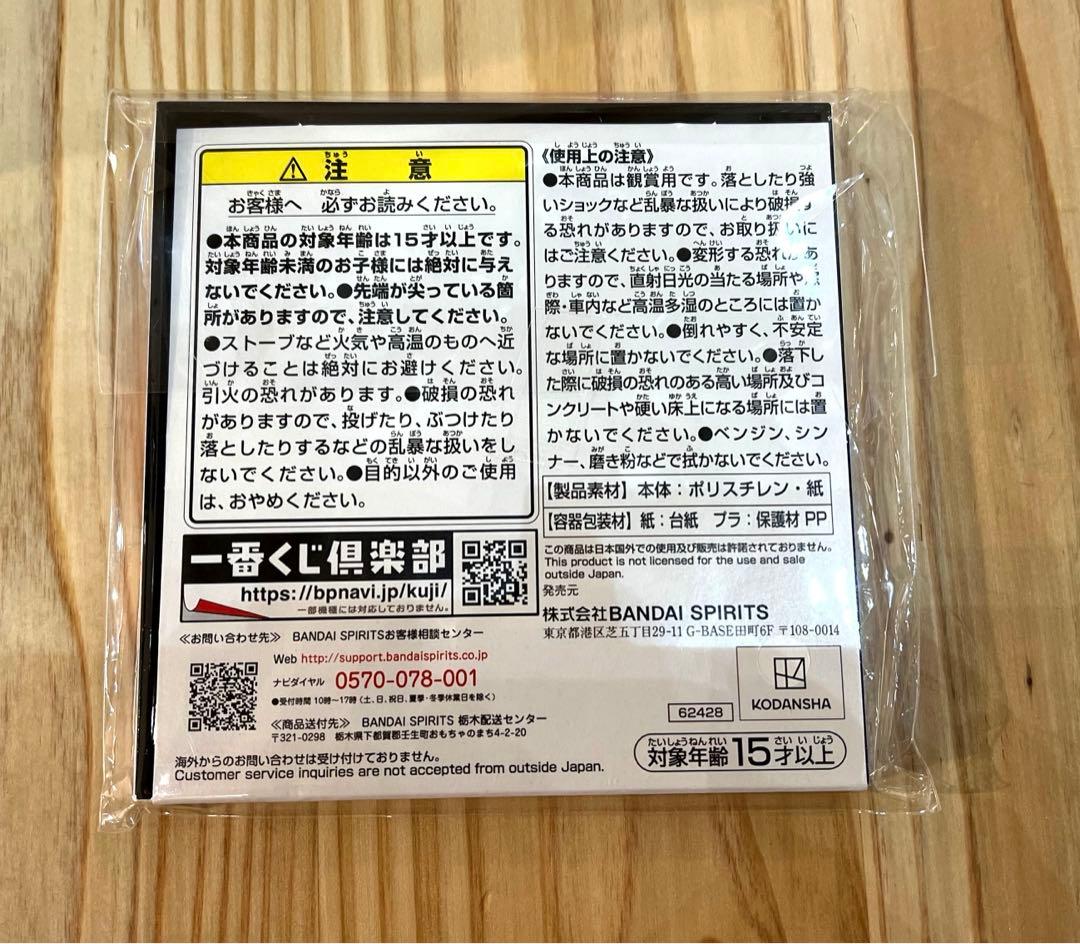 注意
お客様へ 必ずお読みください。
●本商品の対象年齢は15才以上です。
対象年齢未満のお子様には絶対に与え
ないでください。●先端が尖っている箇
所がありますので、注意してください。
●ストーブなど火気や高温のものへ近
づけることは絶対にお避けください。
引火の恐れがあります。●破損の恐れ
がありますので、投げたり、ぶつけたり
落としたりするなどの乱暴な扱いをし
ないでください。●目的以外のご使用
は、おやめください。
《使用上の注意》
●本商品は観賞用です。落としたり強
いショックなど乱暴な扱いにより破損す
る恐れがありますので、お取り扱いに
はご注意ください。●変形する恐れがあ
りますので、直射日光の当たる場所や
際・車内など高温多湿のところには置か
ないでください。●倒れやすく、不安定
な場所に置かないでください。●落下し
た際に破損の恐れのある高い場所及びコ
ンクリートや硬い床上になる場所には置
かないでください。●ベンジン、シン
ナー、磨き粉などで拭かないでください。
【製品素材】本体：ポリスチレン・紙
【容器包装材】紙：台紙 プラ：保護材 PP
一番くじ倶楽部
https://bpnavi.jp/kuji/
一部機種には対応しておりません。
この商品は日本国外での使用及び販売は許諾されておりません。
This product is not licensed for the use and sale
outside Japan.
発売元
株式会社BANDAI SPIRITS
東京都港区芝五丁目29-11 G-BASE田町6F 〒108-0014
≪お問い合わせ先≫ BANDAI SPIRITSお客様相談センター
Web http://support.bandaispirits.co.jp
ナビダイヤル 0570-078-001
●受付時間 10時〜17時（土、日、祝日、夏季・冬季休業日を除く）
≪商品送付先≫ BANDAI SPIRITS 栃木配送センター
〒321-0298 栃木県下都賀郡壬生町おもちゃのまち4-2-20
海外からのお問い合わせは受け付けておりません。
Customer service inquiries are not accepted from outside Japan.
KODANSHA
62428
対象年齢15才以上